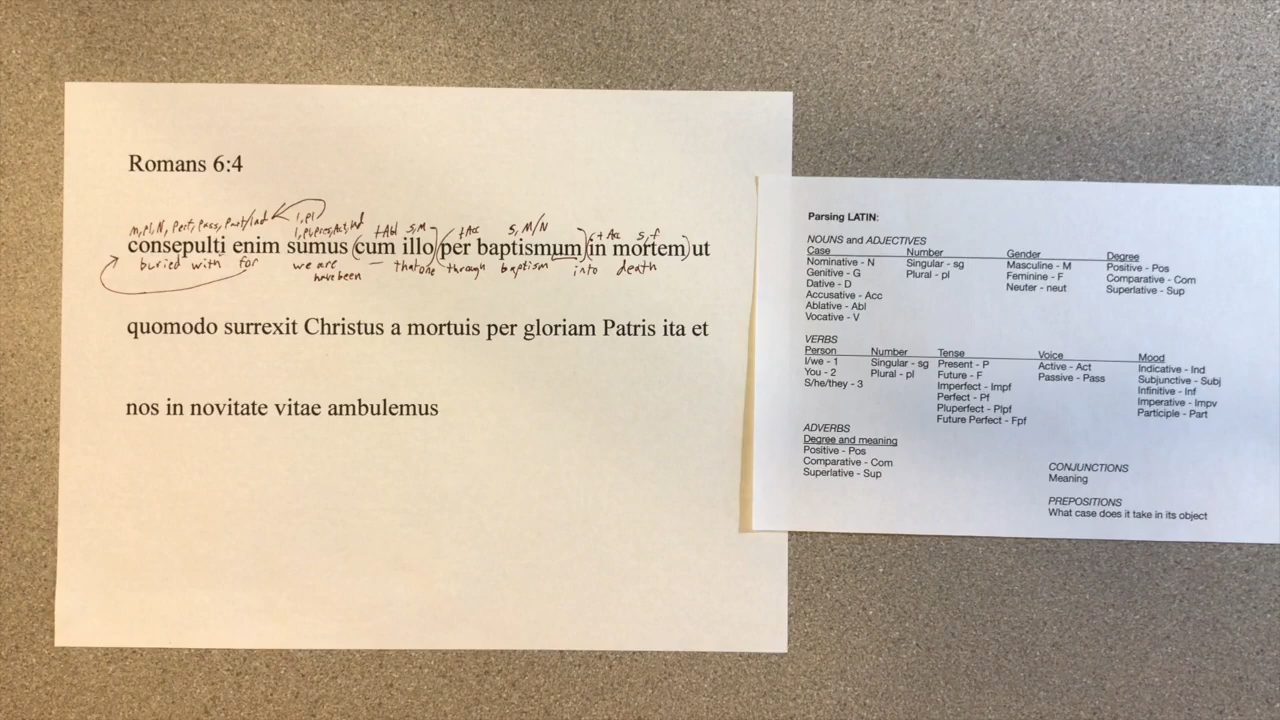 Romans 6:4
1, pl
m, pl, N, Perf, Pass, Part/Ind 1, pl, pres, Act, Ind +Abl S, M +Acc S, M/N + Acc S, f
consepulti enim sumus (cum illo) (per baptismum) (in mortem) ut
buried with for we are — that one through baptism into death
have been
quomodo surrexit Christus a mortuis per gloriam Patris ita et
nos in novitate vitae ambulemus
Parsing LATIN:
NOUNS and ADJECTIVES
Case Number Gender Degree
Nominative - N Singular - sg Masculine - M Positive - Pos
Genitive - G Plural - pl Feminine - F Comparative - Com
Dative - D Neuter - neut Superlative - Sup
Accusative - Acc
Ablative - Abl
Vocative - V
VERBS
Person Number Tense Voice Mood
I/we - 1 Singular - sg Present - P Active - Act Indicative - Ind
You - 2 Plural - pl Future - F Passive - Pass Subjunctive - Subj
S/he/they - 3 Imperfect - Impf Infinitive - Inf
Perfect - Pf Imperative - Impv
Pluperfect - Plpf Participle - Part
Future Perfect - Fpf
ADVERBS
Degree and meaning
Positive - Pos
Comparative - Com
Superlative - Sup
CONJUNCTIONS
Meaning
PREPOSITIONS
What case does it take in its object